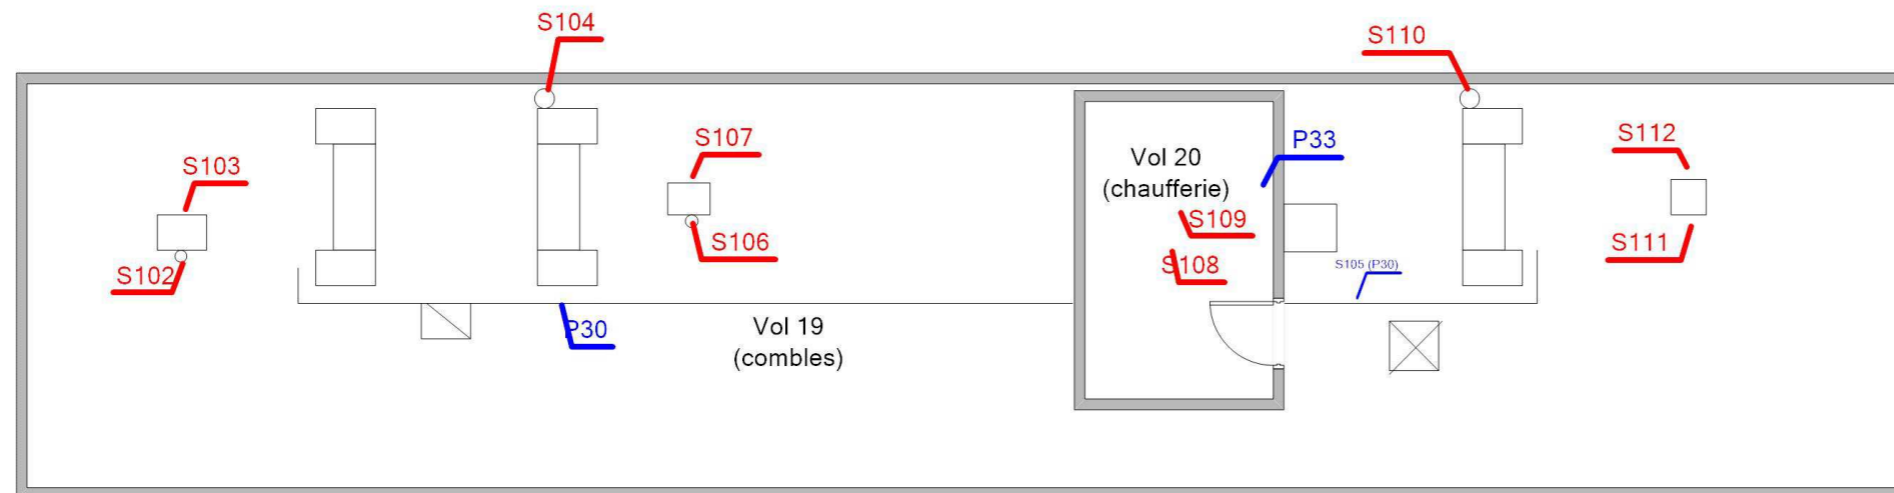 S104
S110
S103
S107
Vol 20
(chaufferie)
P33
S112
S102
S106
S109
S108
S105 (P30)
S111
P30
Vol 19
(combles)